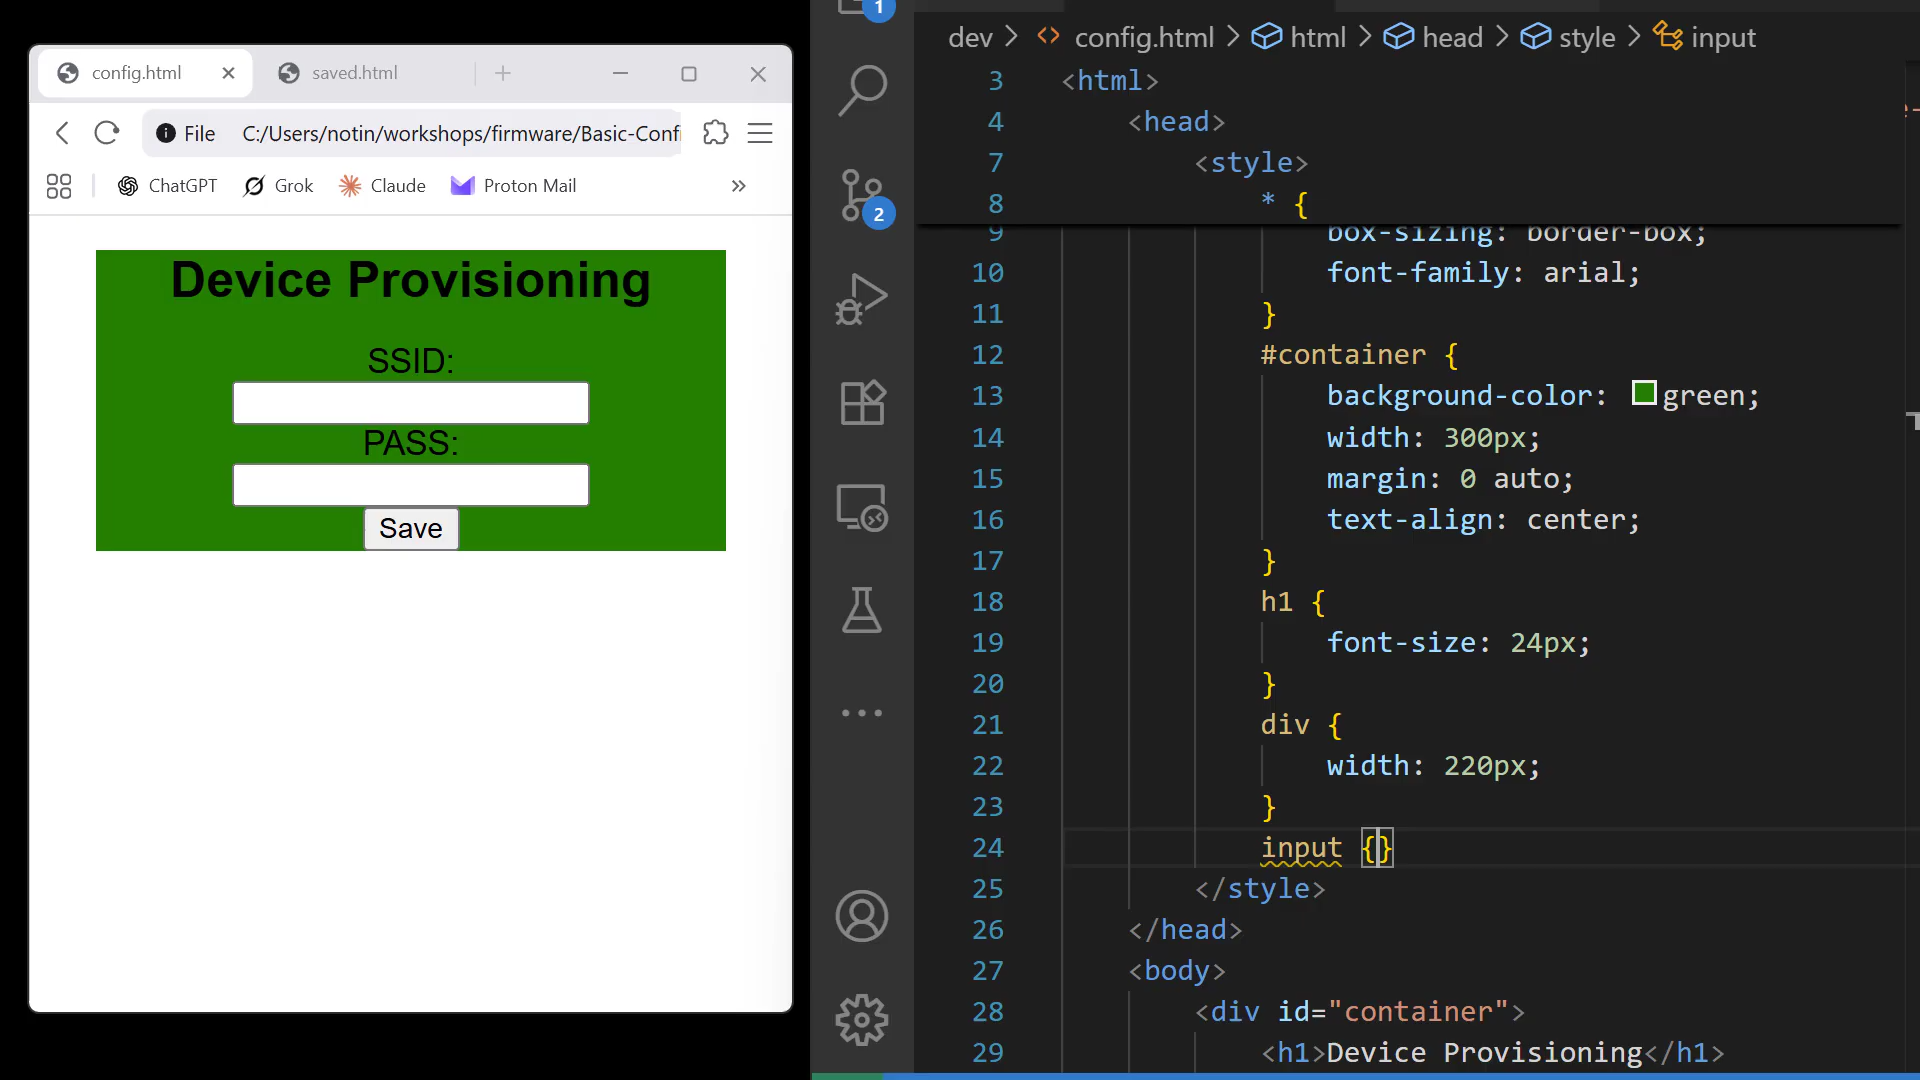 config.html
saved.html
File C:/Users/notin/workshops/firmware/Basic-Confi
ChatGPT
Grok
Claude
Proton Mail
Device Provisioning
SSID:
PASS:
Save
1
2
dev > config.html > html > head > style > input
3 <html>
4 <head>
7 <style>
8 * {
9 box-sizing: border-box;
10 font-family: arial;
11 }
12 #container {
13 background-color: green;
14 width: 300px;
15 margin: 0 auto;
16 text-align: center;
17 }
18 h1 {
19 font-size: 24px;
20 }
21 div {
22 width: 220px;
23 }
24 input {}
25 </style>
26 </head>
27 <body>
28 <div id="container">
29 <h1>Device Provisioning</h1>